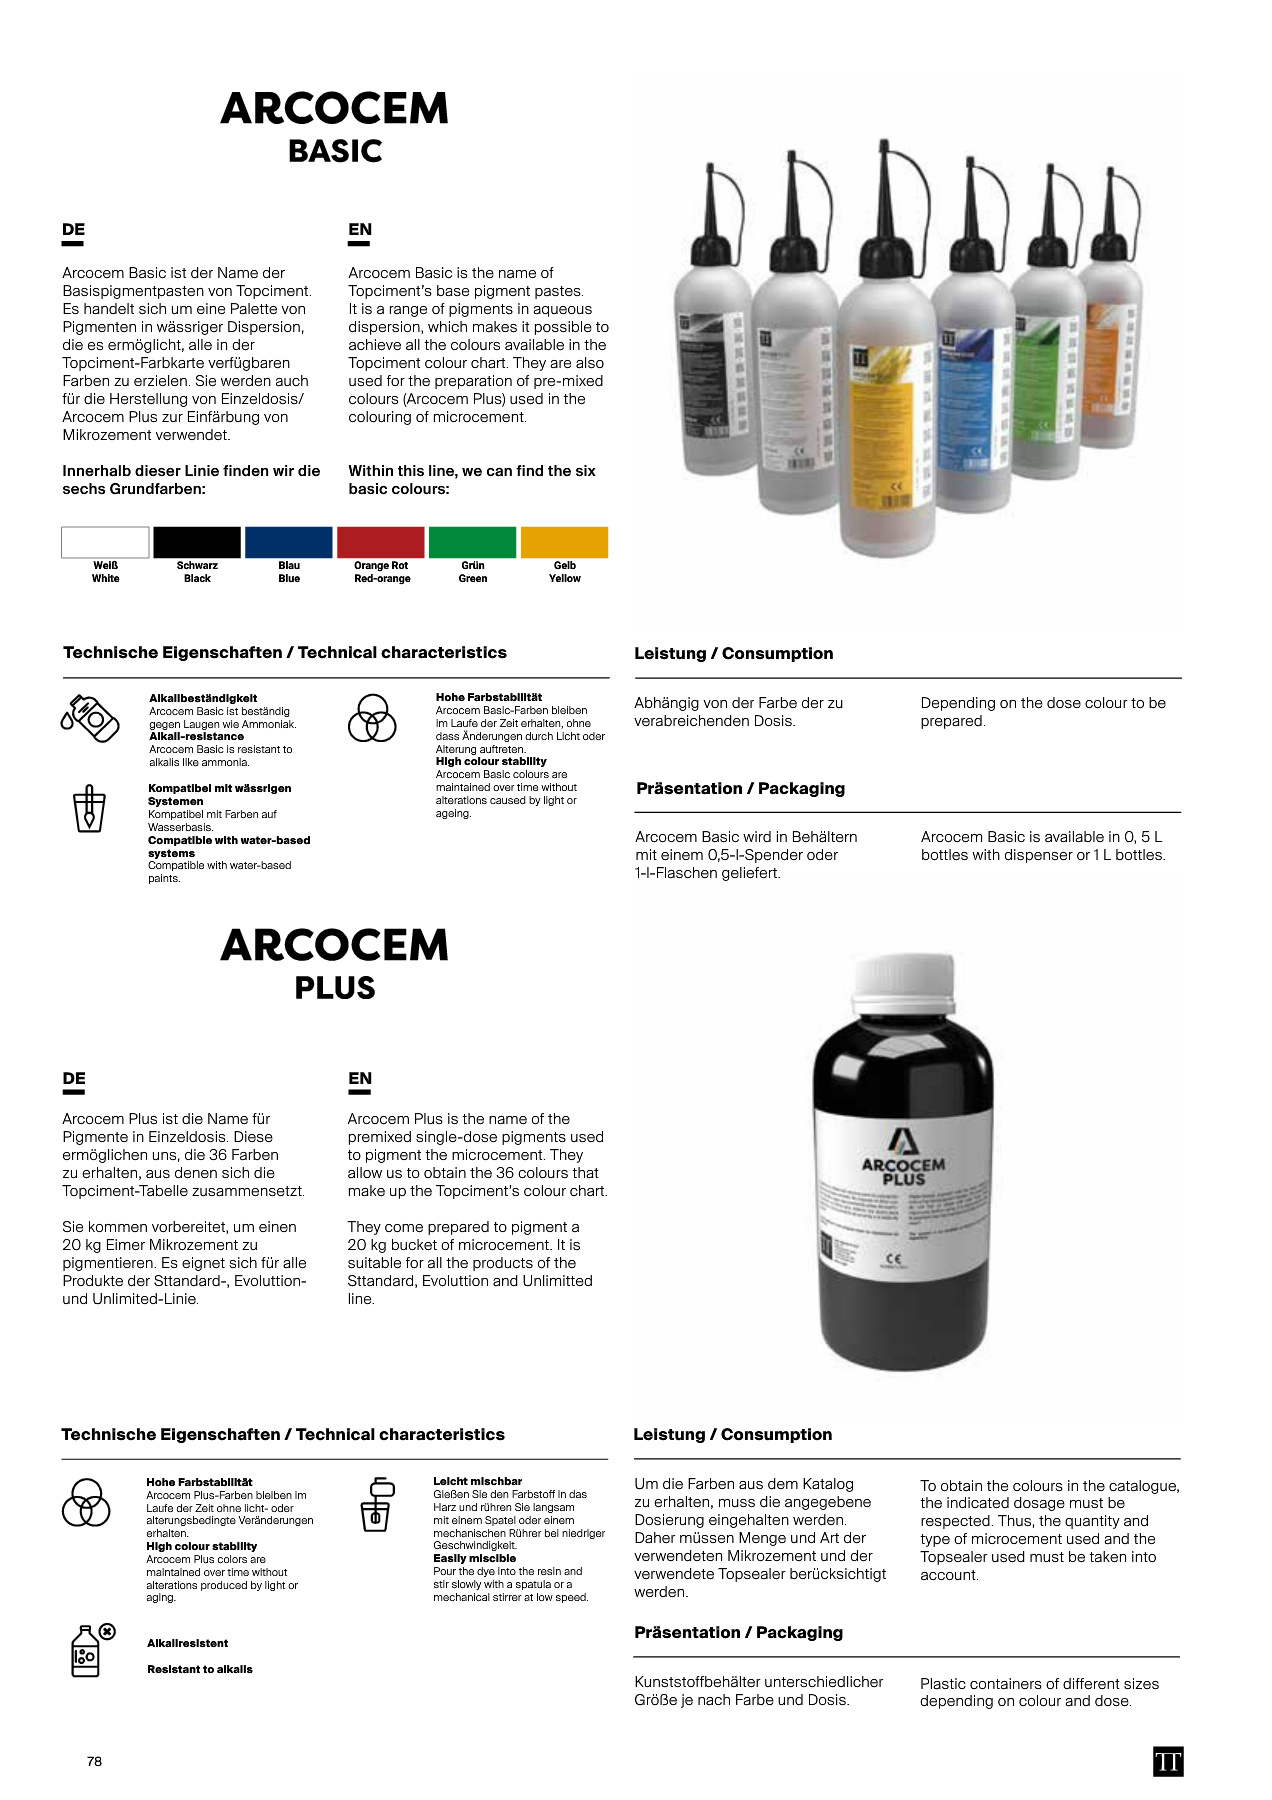 ARCOCEM
BASIC
DE
Arcocem Basic ist der Name der
Basispigmentpasten von Topciment.
Es handelt sich um eine Palette von
Pigmenten in wässriger Dispersion,
die es ermöglicht, alle in der
Topciment-Farbkarte verfügbaren
Farben zu erzielen. Sie werden auch
für die Herstellung von Einzeldosis/
Arcocem Plus zur Einfärbung von
Mikrozement verwendet.
Innerhalb dieser Linie finden wir die
sechs Grundfarben:
EN
Arcocem Basic is the name of
Topciment's base pigment pastes.
It is a range of pigments in aqueous
dispersion, which makes it possible to
achieve all the colours available in the
Topciment colour chart. They are also
used for the preparation of pre-mixed
colours (Arcocem Plus) used in the
colouring of microcement.
Within this line, we can find the six
basic colours:
Weiß
White
Schwarz
Black
Blau
Blue
Orange Rot
Red-orange
Grün
Green
Gelb
Yellow
Technische Eigenschaften / Technical characteristics
Alkalibeständigkeit
Arcocem Basic ist beständig
gegen Laugen wie Ammoniak.
Alkali-resistance
Arcocem Basic is resistant to
alkalis like ammonia.
Kompatibel mit wässrigen
Systemen
Kompatibel mit Farben auf
Wasserbasis.
Compatible with water-based
systems
Compatible with water-based
paints.
Hohe Farbstabilität
Arcocem Basic-Farben bleiben
im Laufe der Zeit erhalten, ohne
dass Änderungen durch Licht oder
Alterung auftreten.
High colour stability
Arcocem Basic colours are
maintained over time without
alterations caused by light or
ageing.
Leistung / Consumption
Abhängig von der Farbe der zu
verabreichenden Dosis.
Depending on the dose colour to be
prepared.
Präsentation / Packaging
Arcocem Basic wird in Behältern
mit einem 0,5-l-Spender oder
1-l-Flaschen geliefert.
Arcocem Basic is available in 0, 5 L
bottles with dispenser or 1 L bottles.
ARCOCEM
PLUS
DE
Arcocem Plus ist die Name für
Pigmente in Einzeldosis. Diese
ermöglichen uns, die 36 Farben
zu erhalten, aus denen sich die
Topciment-Tabelle zusammensetzt.
Sie kommen vorbereitet, um einen
20 kg Eimer Mikrozement zu
pigmentieren. Es eignet sich für alle
Produkte der Sttandard-, Evoluttion-
und Unlimited-Linie.
EN
Arcocem Plus is the name of the
premixed single-dose pigments used
to pigment the microcement. They
allow us to obtain the 36 colours that
make up the Topciment's colour chart.
They come prepared to pigment a
20 kg bucket of microcement. It is
suitable for all the products of the
Sttandard, Evoluttion and Unlimitted
line.
ARCOCEM
PLUS
CE
Technische Eigenschaften / Technical characteristics
Hohe Farbstabilität
Arcocem Plus-Farben bleiben im
Laufe der Zeit ohne licht- oder
alterungsbedingte Veränderungen
erhalten.
High colour stability
Arcocem Plus colors are
maintained over time without
alterations produced by light or
aging.
Alkaliresistent
Resistant to alkalis
Leicht mischbar
Gießen Sie den Farbstoff in das
Harz und rühren Sie langsam
mit einem Spatel oder einem
mechanischen Rührer bei niedriger
Geschwindigkeit.
Easily miscible
Pour the dye into the resin and
stir slowly with a spatula or a
mechanical stirrer at low speed.
Leistung / Consumption
Um die Farben aus dem Katalog
zu erhalten, muss die angegebene
Dosierung eingehalten werden.
Daher müssen Menge und Art der
verwendeten Mikrozement und der
verwendete Topsealer berücksichtigt
werden.
To obtain the colours in the catalogue,
the indicated dosage must be
respected. Thus, the quantity and
type of microcement used and the
Topsealer used must be taken into
account.
Präsentation / Packaging
Kunststoffbehälter unterschiedlicher
Größe je nach Farbe und Dosis.
Plastic containers of different sizes
depending on colour and dose.
78
TT